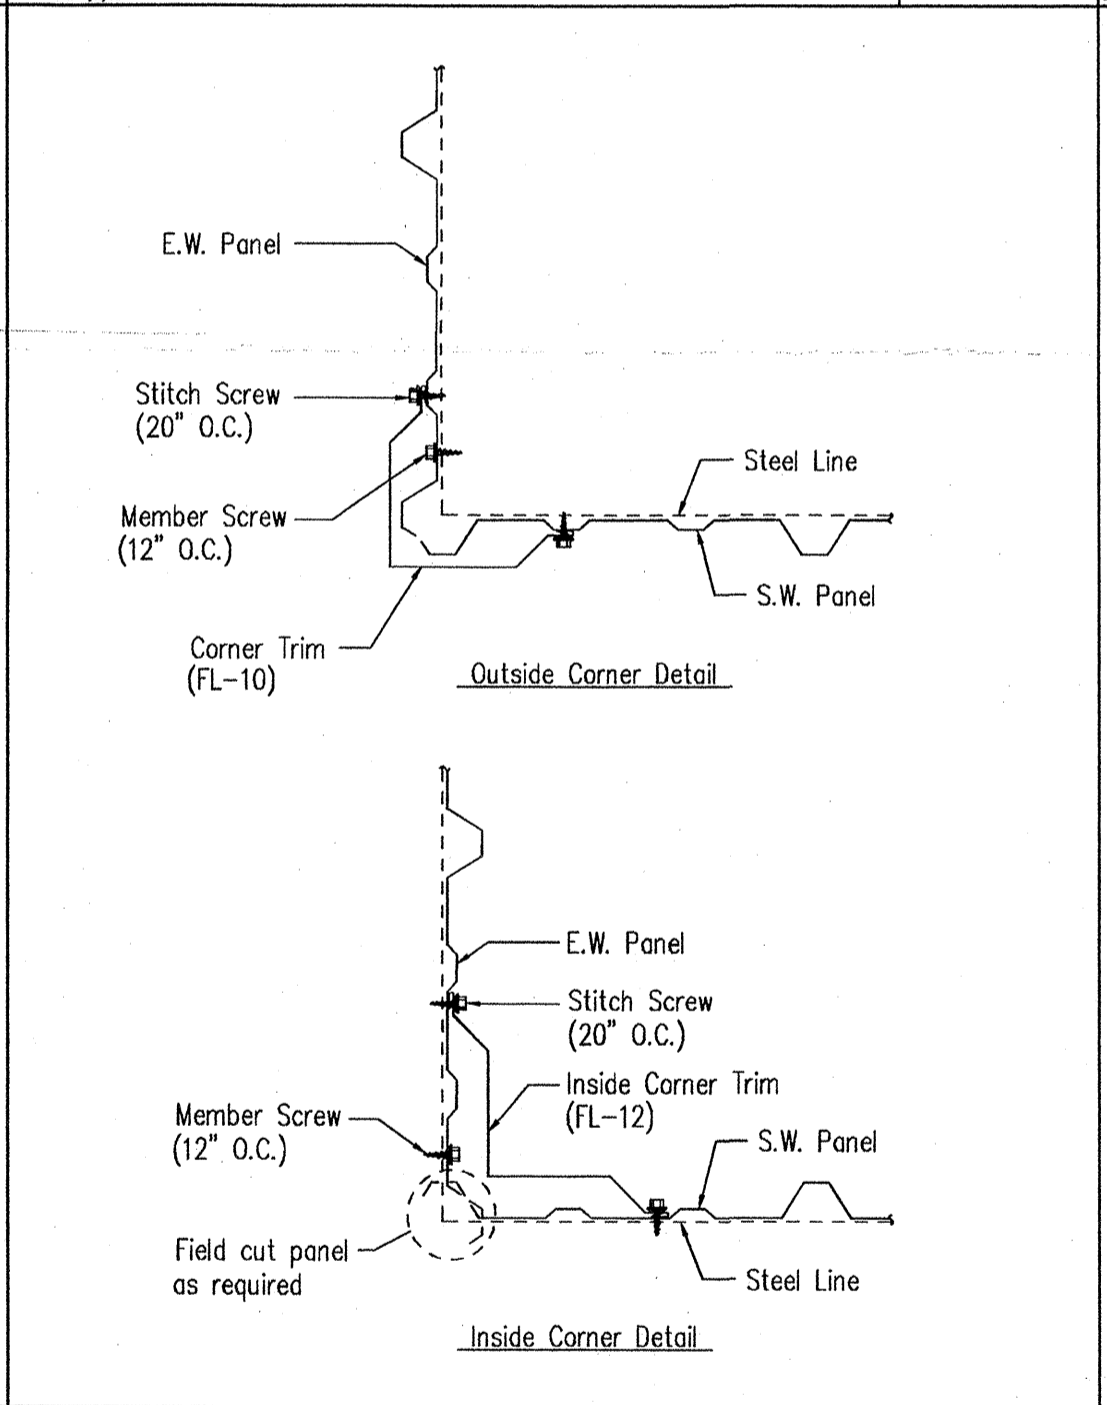 E.W. Panel
Stitch Screw
(20" O.C.)
Steel Line
Member Screw
(12" O.C.)
S.W. Panel
Corner Trim
(FL-10)
Outside Corner Detail
E.W. Panel
Stitch Screw
(20" O.C.)
Inside Corner Trim
(FL-12)
Member Screw
(12" O.C.)
S.W. Panel
Field cut panel
as required
Steel Line
Inside Corner Detail